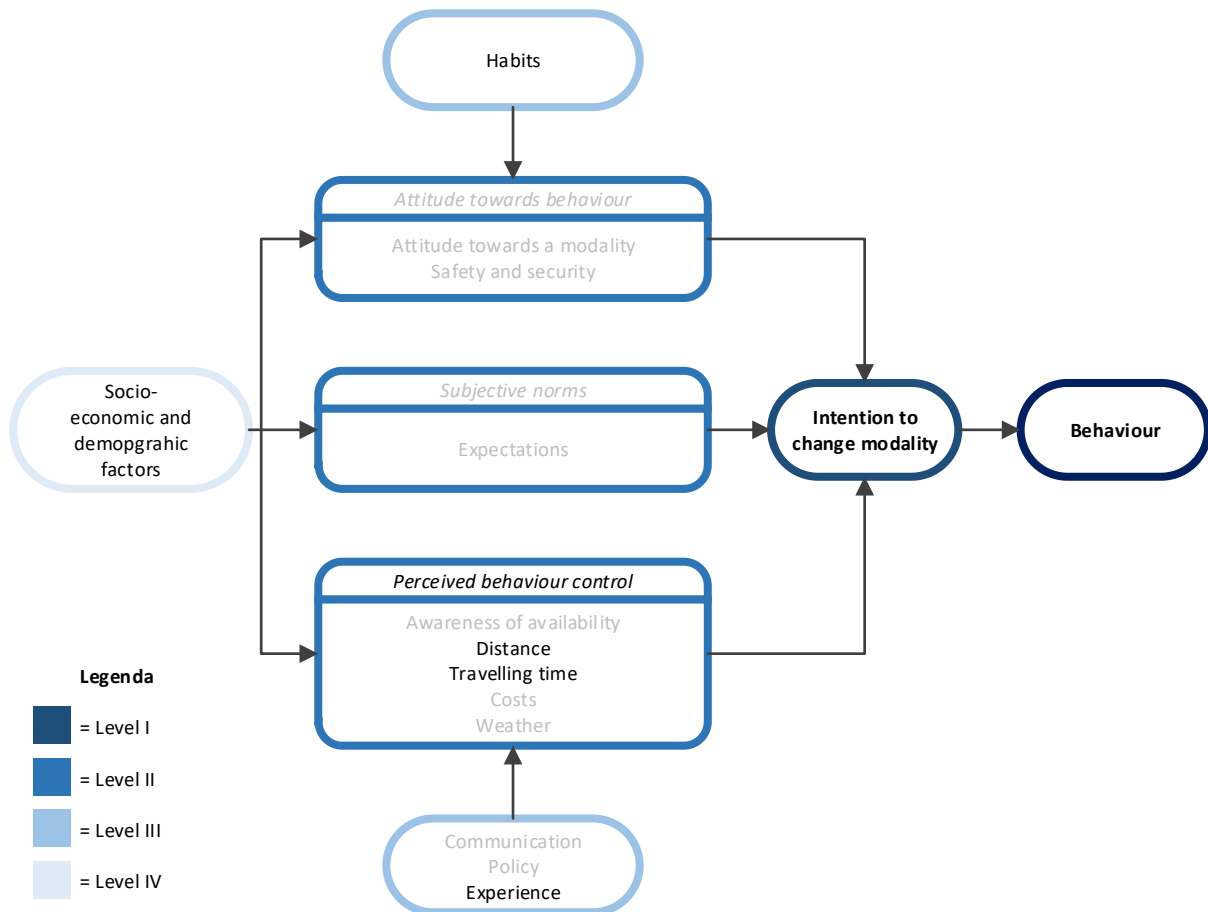 Habits
Attitude towards behaviour
Attitude towards a modality
Safety and security
Socio-
economic and
demopgrahic
factors
Subjective norms
Expectations
Intention to
change modality
Behaviour
Perceived behaviour control
Awareness of availability
Distance
Travelling time
Costs
Weather
Communication
Policy
Experience
Legenda
= Level I
= Level II
= Level III
= Level IV